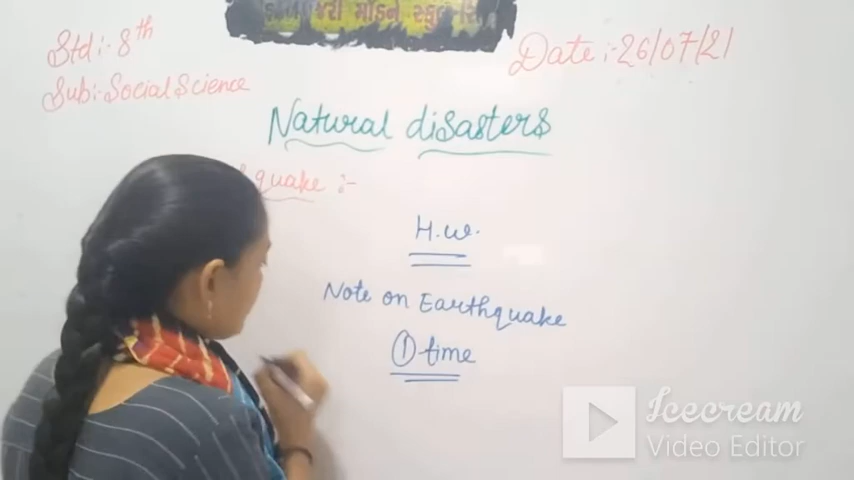 મોડર્ન સ્કૂલ
Std:- 8th
Date:- 26/07/21
Sub:- Social Science
Natural disasters
quake :-
H.W.
Note on Earthquake
① time
Icecream
Video Editor